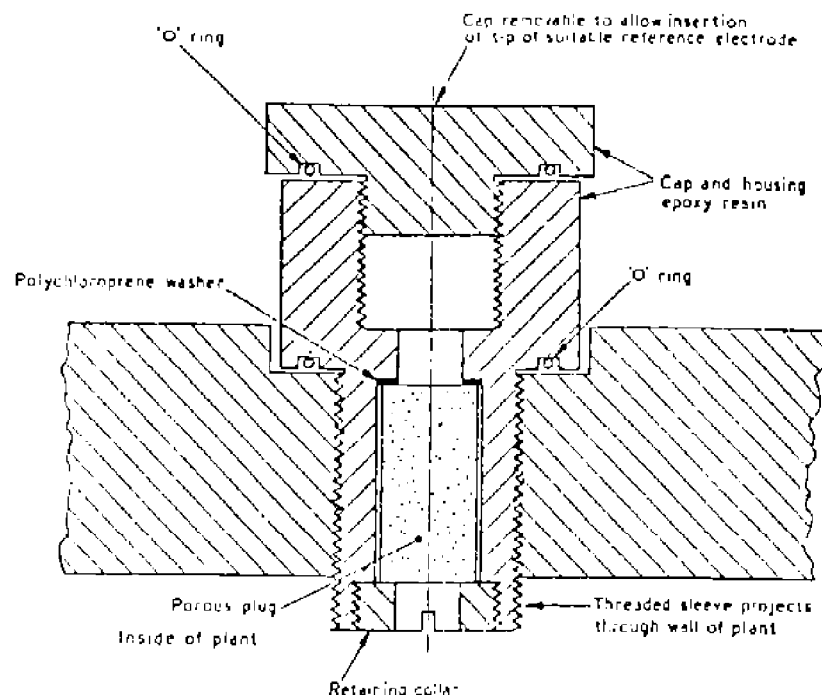 Cap removable to allow insertion
of tip of suitable reference electrode
'O' ring
Cap and housing
epoxy resin
Polychloroprene washer
'O' ring
Porous plug
Inside of plant
Threaded sleeve projects
through wall of plant
Retaining collar